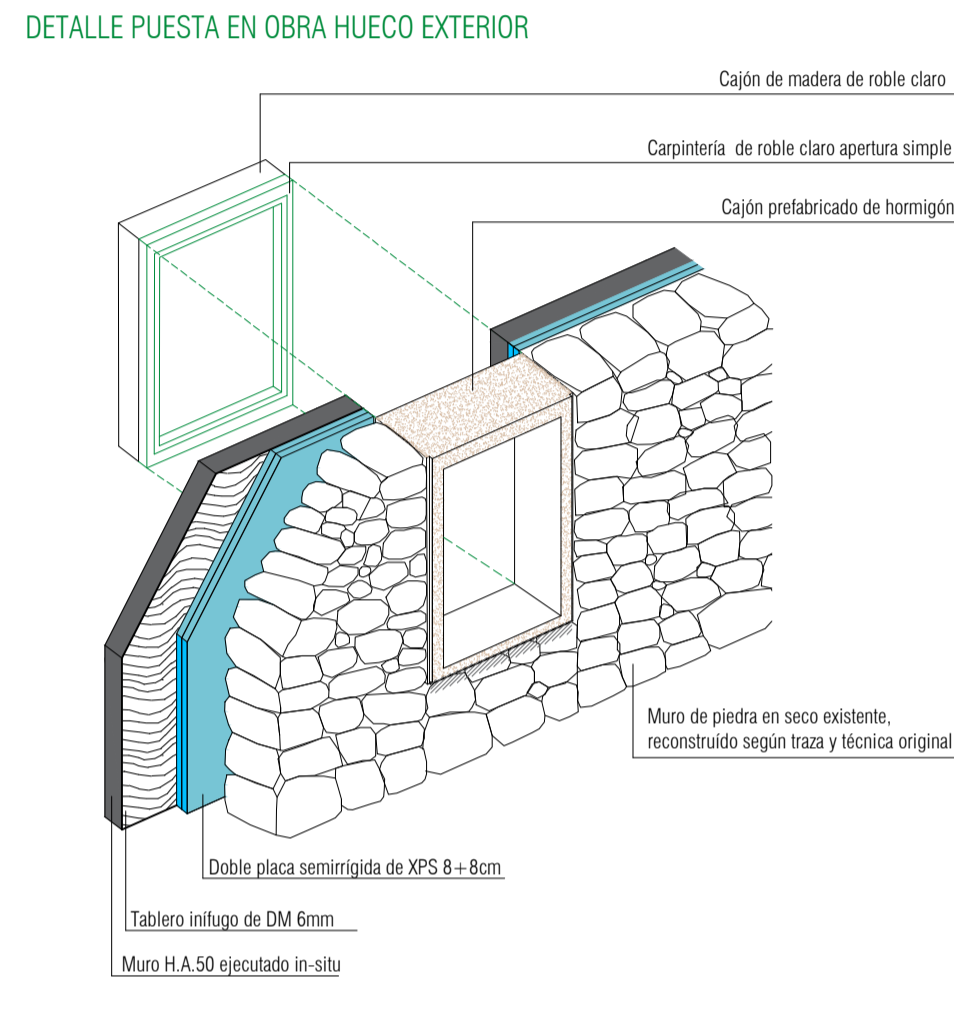 DETALLE PUESTA EN OBRA HUECO EXTERIOR
Cajón de madera de roble claro
Carpintería de roble claro apertura simple
Cajón prefabricado de hormigón
Muro de piedra en seco existente,
reconstruído según traza y técnica original
Doble placa semirrígida de XPS 8+8cm
Tablero inífugo de DM 6mm
Muro H.A.50 ejecutado in-situ